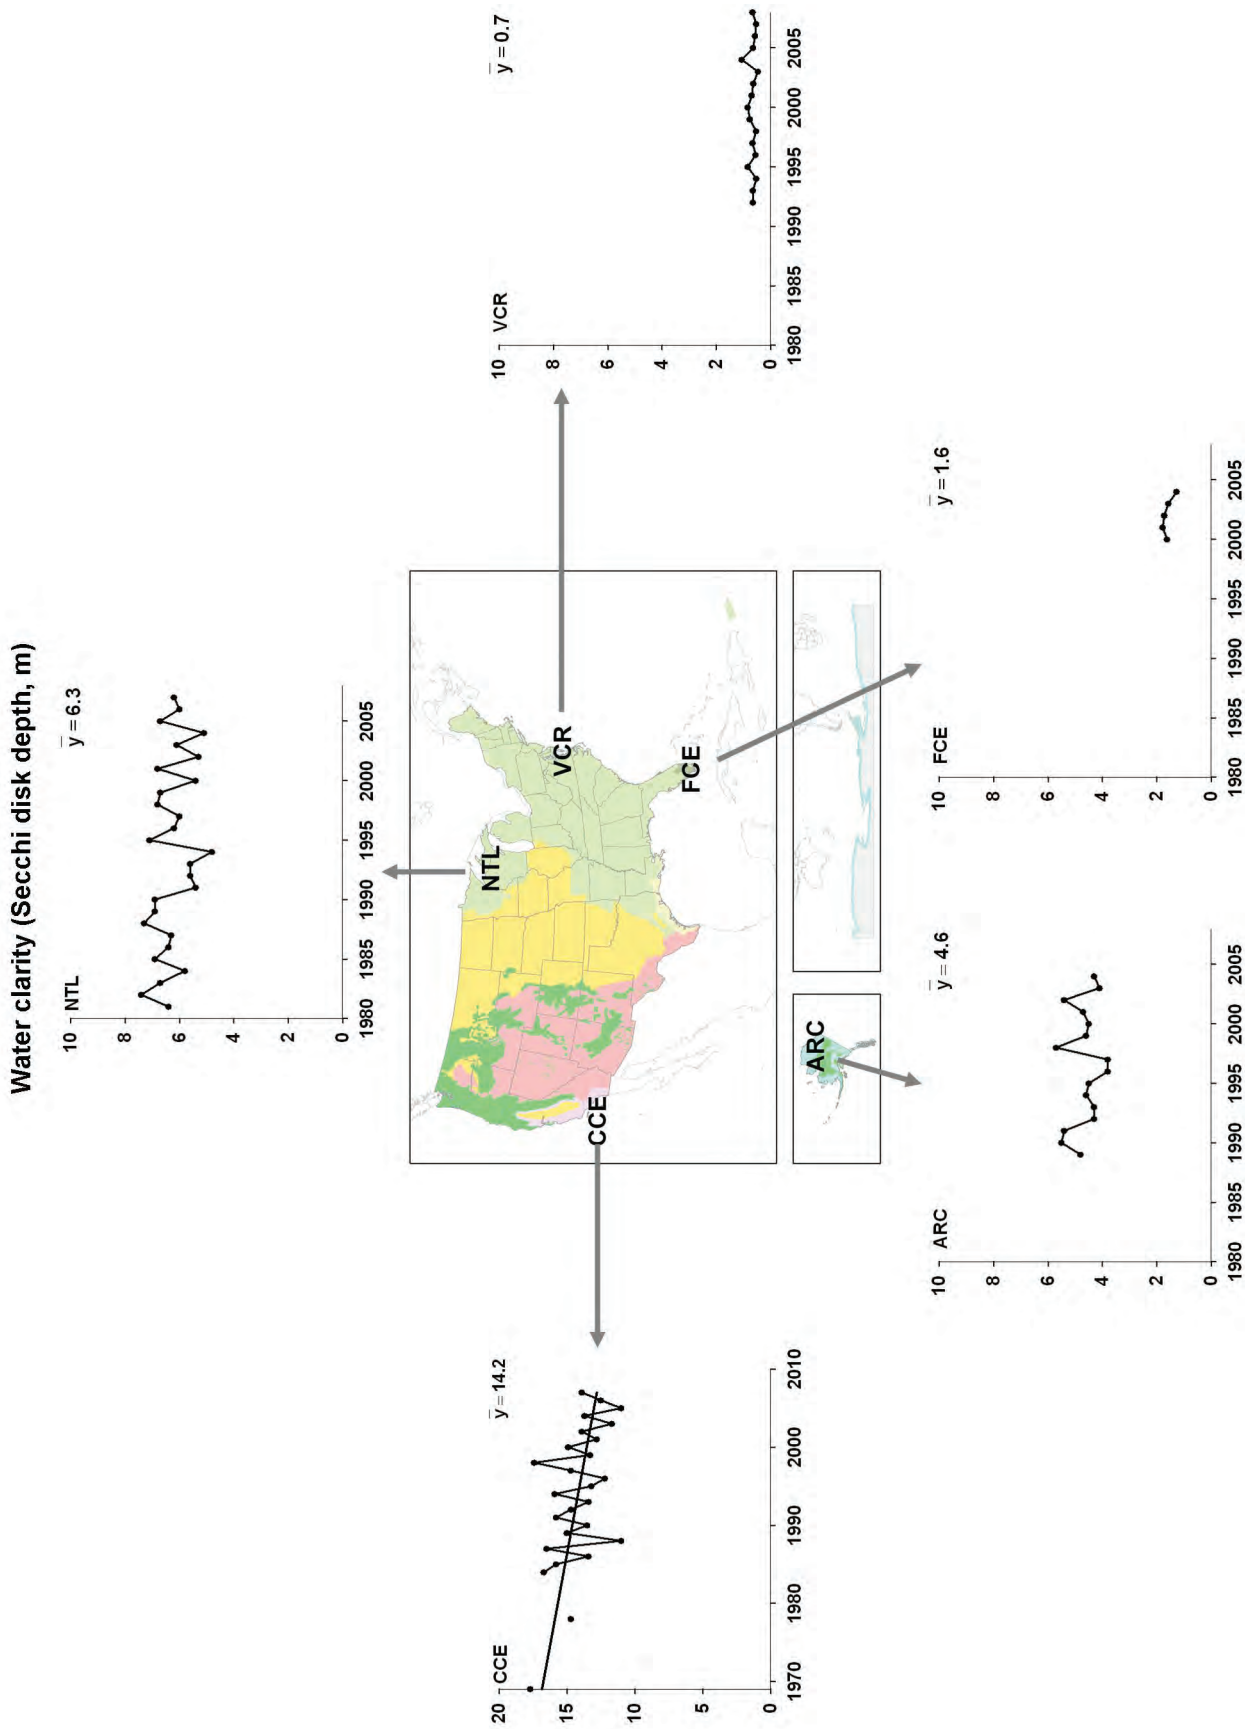 Water clarity (Secchi disk depth, m)
NTL
y̅ = 6.3
10
8
6
4
2
0
1980 1985 1990 1995 2000 2005
CCE
y̅ = 14.2
20
15
10
5
0
1970 1980 1990 2000 2010
NTL
VCR
CCE
FCE
ARC
VCR
y̅ = 0.7
10
8
6
4
2
0
1980 1985 1990 1995 2000 2005
ARC
y̅ = 4.6
10
8
6
4
2
0
1980 1985 1990 1995 2000 2005
FCE
y̅ = 1.6
10
8
6
4
2
0
1980 1985 1990 1995 2000 2005